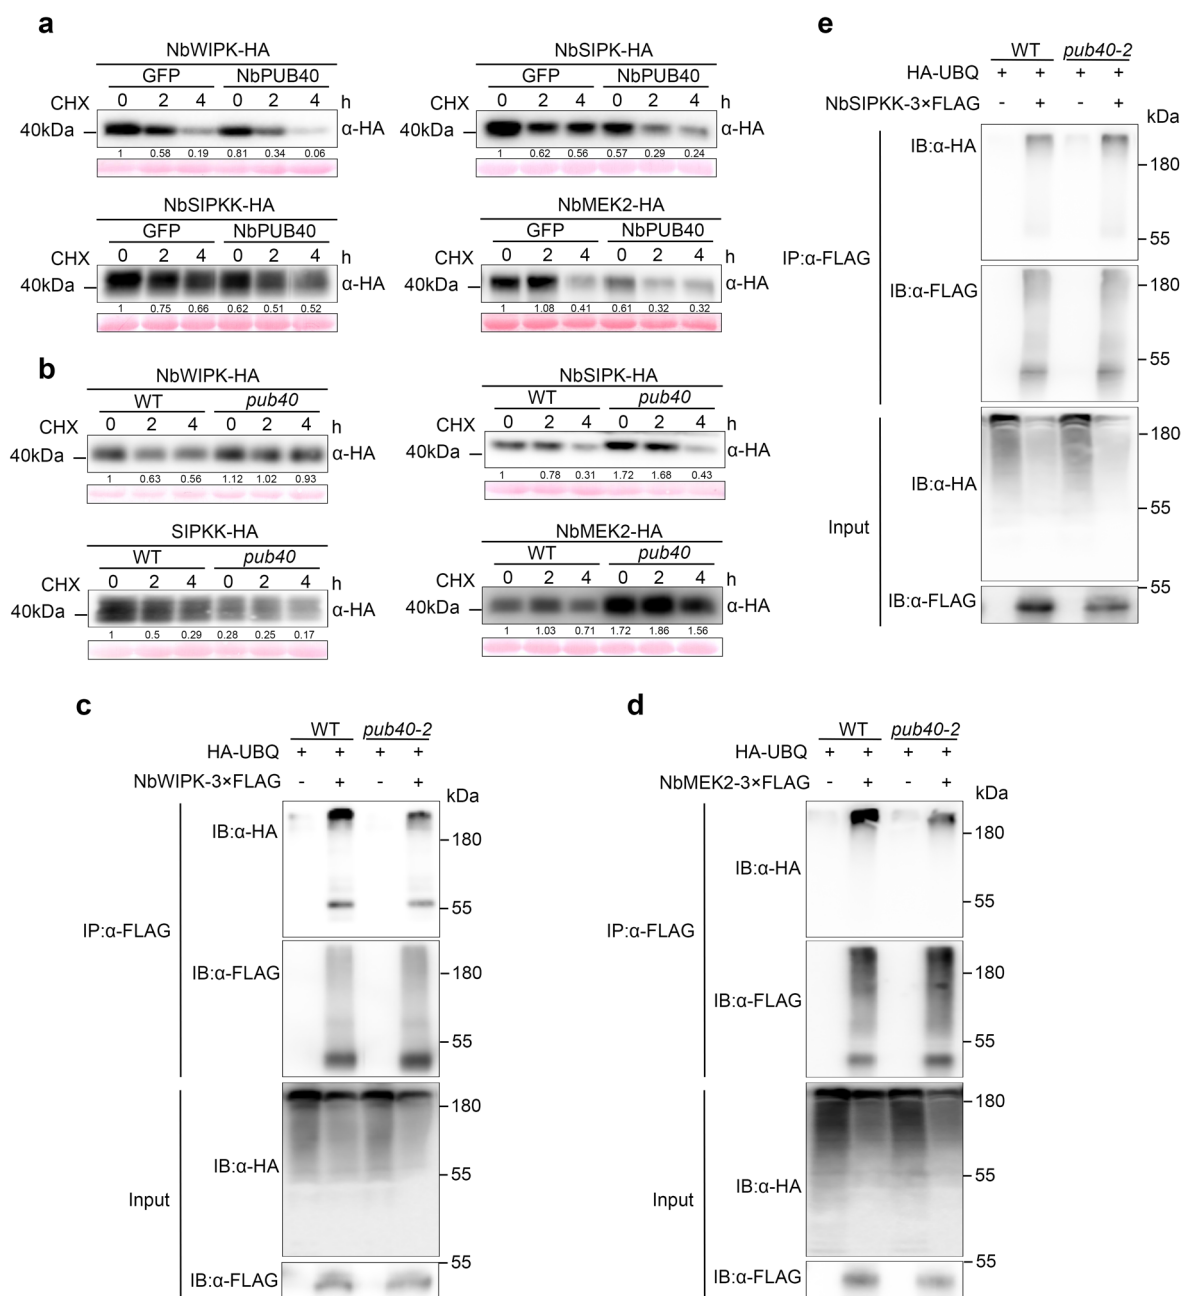 a
NbWIPK-HA
GFP NbPUB40
CHX 0 2 4 0 2 4 h
40kDa α-HA
1 0.58 0.19 0.81 0.34 0.06
NbSIPK-HA
GFP NbPUB40
CHX 0 2 4 0 2 4 h
40kDa α-HA
1 0.62 0.56 0.57 0.29 0.24
NbSIPKK-HA
GFP NbPUB40
CHX 0 2 4 0 2 4 h
40kDa α-HA
1 0.75 0.66 0.62 0.51 0.52
NbMEK2-HA
GFP NbPUB40
CHX 0 2 4 0 2 4 h
40kDa α-HA
1 1.08 0.41 0.61 0.32 0.32
b
NbWIPK-HA
WT pub40
CHX 0 2 4 0 2 4 h
40kDa α-HA
1 0.63 0.56 1.12 1.02 0.93
NbSIPK-HA
WT pub40
CHX 0 2 4 0 2 4 h
40kDa α-HA
1 0.78 0.31 1.72 1.68 0.43
SIPKK-HA
WT pub40
CHX 0 2 4 0 2 4 h
40kDa α-HA
1 0.5 0.29 0.28 0.25 0.17
NbMEK2-HA
WT pub40
CHX 0 2 4 0 2 4 h
40kDa α-HA
1 1.03 0.71 1.72 1.86 1.56
c
WT pub40-2
HA-UBQ + + + +
NbWIPK-3×FLAG - + - +
kDa
IB:α-HA
180
55
IP:α-FLAG
IB:α-FLAG
180
55
180
IB:α-HA
55
Input
55
IB:α-FLAG
d
WT pub40-2
HA-UBQ + + + +
NbMEK2-3×FLAG - + - +
kDa
180
IB:α-HA
55
IP:α-FLAG
180
IB:α-FLAG
55
180
55
IB:α-HA
Input
55
IB:α-FLAG
e
WT pub40-2
HA-UBQ + + + +
NbSIPKK-3×FLAG - + - +
kDa
IB:α-HA
180
55
IP:α-FLAG
180
IB:α-FLAG
55
180
IB:α-HA
55
Input
55
IB:α-FLAG